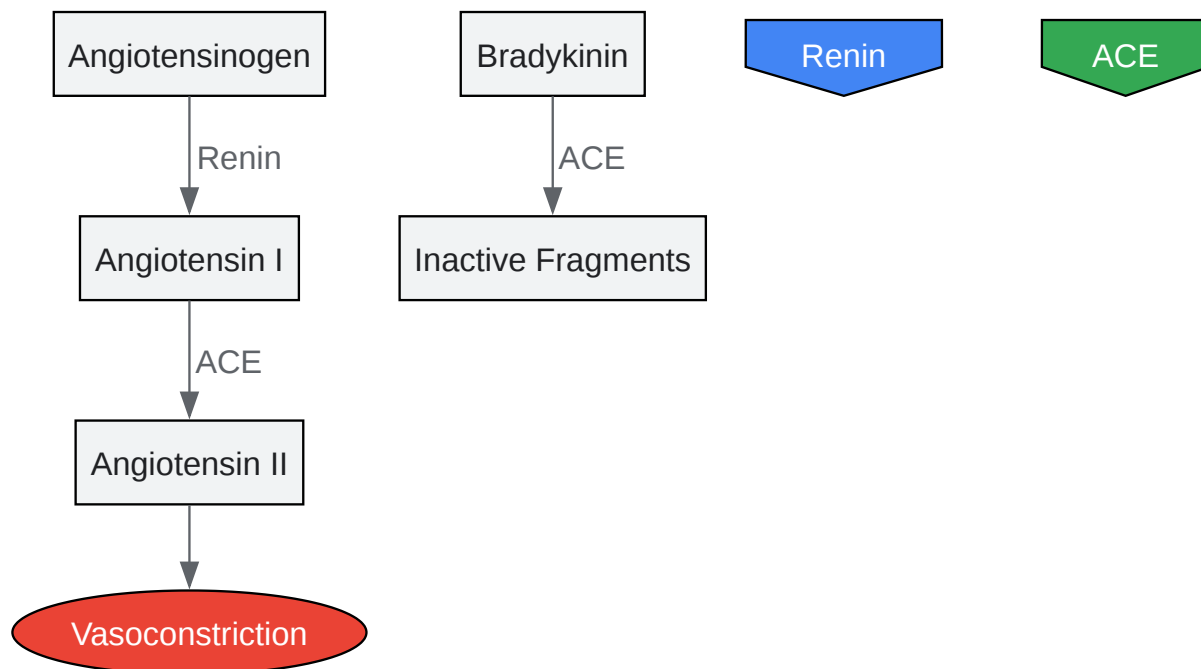 Angiotensinogen
Bradykinin
Renin
ACE
Renin
ACE
Angiotensin I
Inactive Fragments
ACE
Angiotensin II
Vasoconstriction